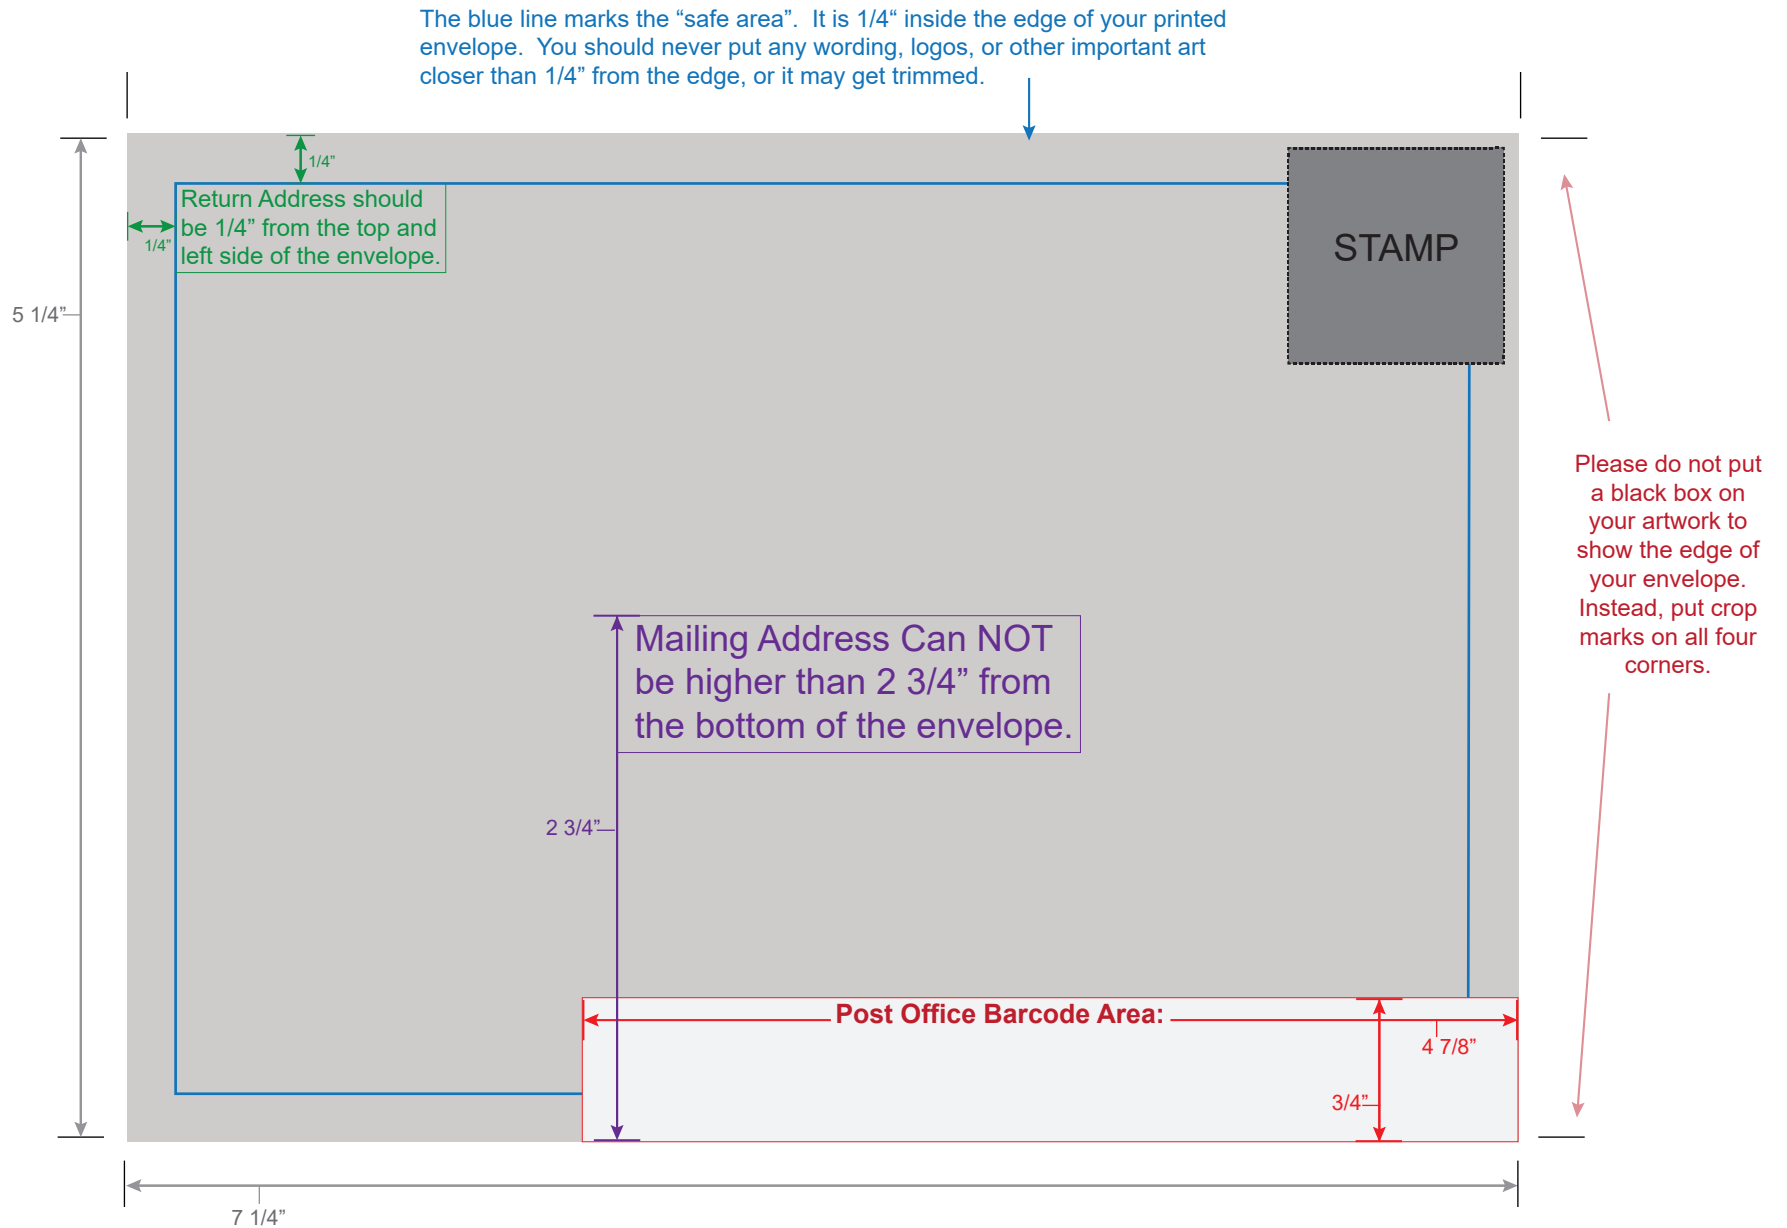 The blue line marks the “safe area”.  It is 1/4“ inside the edge of your printed
envelope.  You should never put any wording, logos, or other important art
closer than 1/4” from the edge, or it may get trimmed.
1/4”
Return Address should
be 1/4” from the top and
left side of the envelope.
1/4”
STAMP
5 1/4”
Please do not put
a black box on
your artwork to
show the edge of
your envelope.
Instead, put crop
marks on all four
corners.
Mailing Address Can NOT
be higher than 2 3/4” from
the bottom of the envelope.
2 3/4”
Post Office Barcode Area:
4 7/8”
3/4”
7 1/4”